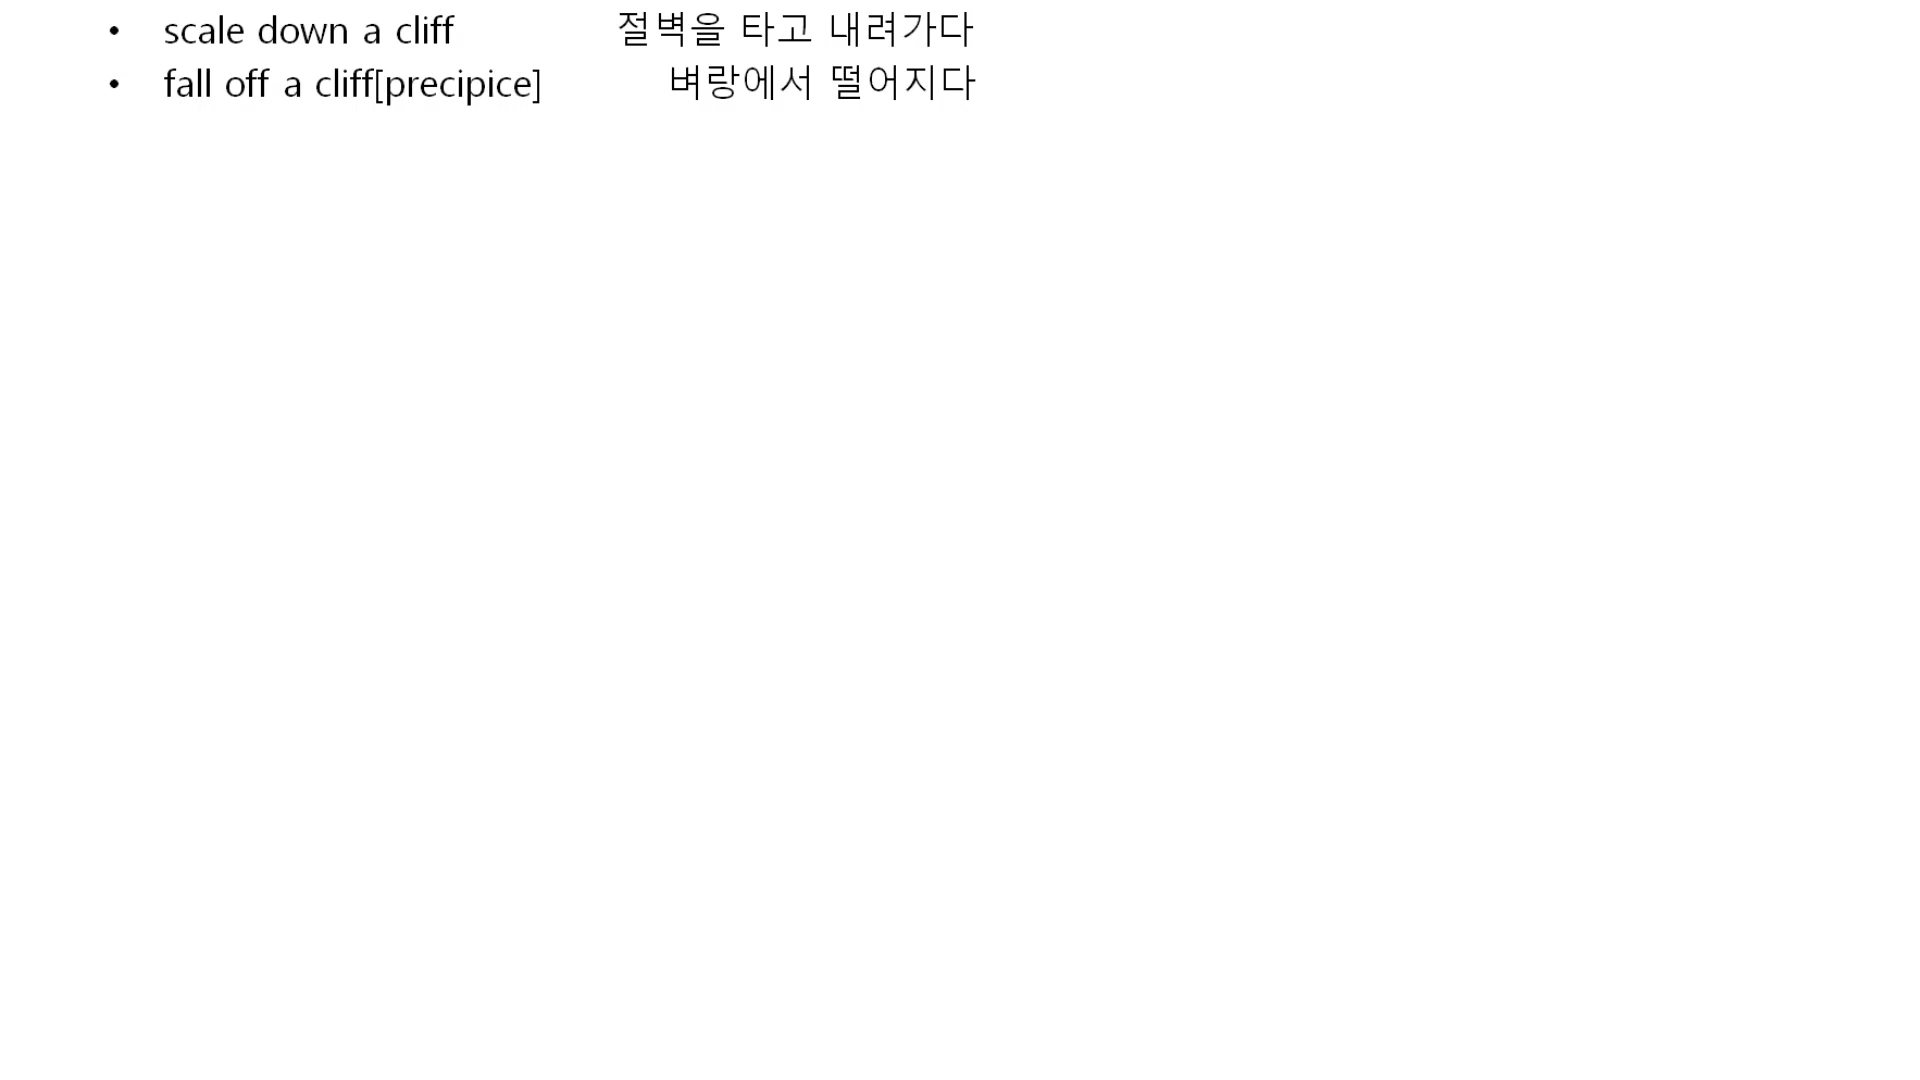 • scale down a cliff 절벽을 타고 내려가다
• fall off a cliff[precipice] 벼랑에서 떨어지다